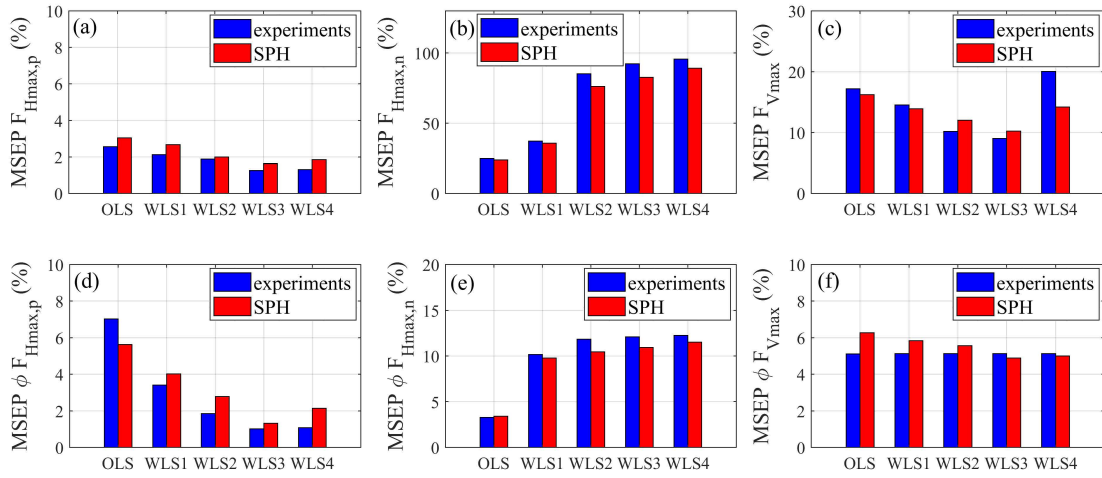 (a)
MSEP F_Hmax,p (%)
10
8
6
4
2
0
experiments
SPH
OLS WLS1 WLS2 WLS3 WLS4
(b)
MSEP F_Hmax,n (%)
100
50
0
experiments
SPH
OLS WLS1 WLS2 WLS3 WLS4
(c)
MSEP F_Vmax (%)
30
20
10
0
experiments
SPH
OLS WLS1 WLS2 WLS3 WLS4
(d)
MSEP ϕ F_Hmax,p (%)
10
8
6
4
2
0
experiments
SPH
OLS WLS1 WLS2 WLS3 WLS4
(e)
MSEP ϕ F_Hmax,n (%)
20
15
10
5
0
experiments
SPH
OLS WLS1 WLS2 WLS3 WLS4
(f)
MSEP ϕ F_Vmax (%)
10
8
6
4
2
0
experiments
SPH
OLS WLS1 WLS2 WLS3 WLS4